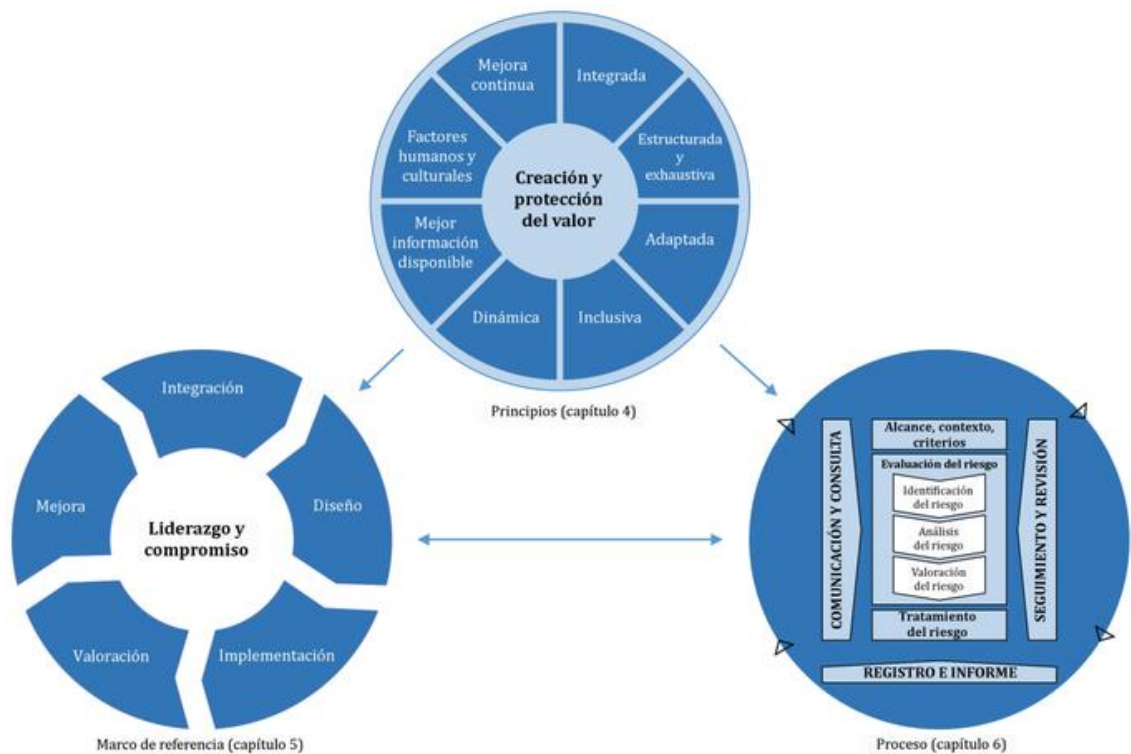 Mejora
continua
Integrada
Factores
humanos y
culturales
Estructurada
y
exhaustiva
Creación y
protección
del valor
Mejor
información
disponible
Adaptada
Dinámica
Inclusiva
Principios (capítulo 4)
Integración
Mejora
Diseño
Liderazgo y
compromiso
Valoración
Implementación
Marco de referencia (capítulo 5)
COMUNICACIÓN Y CONSULTA
Alcance, contexto,
criterios
Evaluación del riesgo
Identificación
del riesgo
Análisis
del riesgo
Valoración
del riesgo
Tratamiento
del riesgo
SEGUIMIENTO Y REVISIÓN
REGISTRO E INFORME
Proceso (capítulo 6)